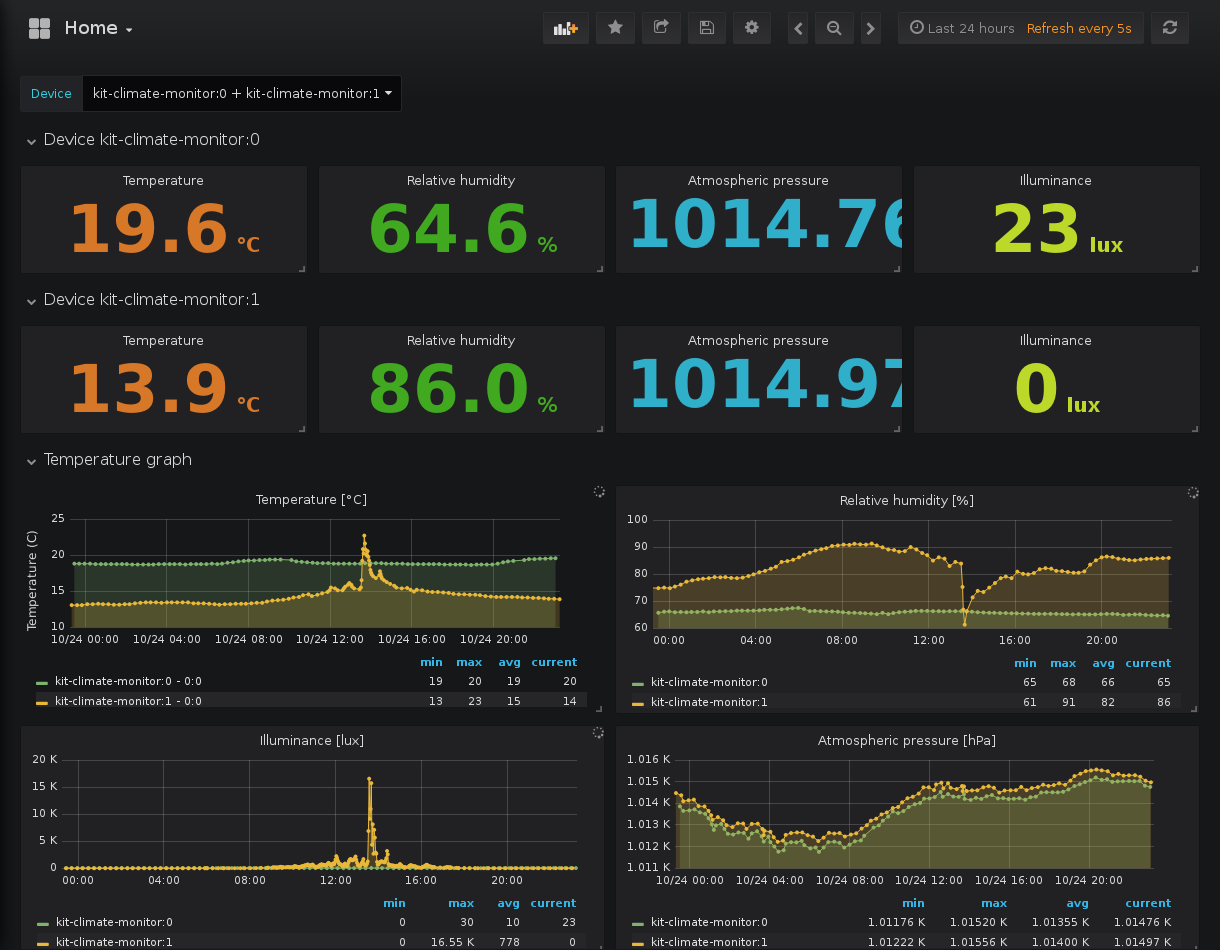 Home
Last 24 hours Refresh every 5s
Device kit-climate-monitor:0 + kit-climate-monitor:1
Device kit-climate-monitor:0
Temperature Relative humidity Atmospheric pressure Illuminance
19.6 °C 64.6 % 1014.76 23 lux
Device kit-climate-monitor:1
Temperature Relative humidity Atmospheric pressure Illuminance
13.9 °C 86.0 % 1014.97 0 lux
Temperature graph
Temperature [°C]
Temperature (C)
25
20
15
10
10/24 00:00 10/24 04:00 10/24 08:00 10/24 12:00 10/24 16:00 10/24 20:00
min max avg current
kit-climate-monitor:0 - 0:0 19 20 19 20
kit-climate-monitor:1 - 0:0 13 23 15 14
Relative humidity [%]
100
90
80
70
60
00:00 04:00 08:00 12:00 16:00 20:00
min max avg current
kit-climate-monitor:0 65 68 66 65
kit-climate-monitor:1 61 91 82 86
Illuminance [lux]
20 K
15 K
10 K
5 K
0
00:00 04:00 08:00 12:00 16:00 20:00
min max avg current
kit-climate-monitor:0 0 30 10 23
kit-climate-monitor:1 0 16.55 K 778 0
Atmospheric pressure [hPa]
1.016 K
1.015 K
1.014 K
1.013 K
1.012 K
1.011 K
10/24 00:00 10/24 04:00 10/24 08:00 10/24 12:00 10/24 16:00 10/24 20:00
min max avg current
kit-climate-monitor:0 1.01176 K 1.01520 K 1.01355 K 1.01476 K
kit-climate-monitor:1 1.01222 K 1.01556 K 1.01400 K 1.01497 K